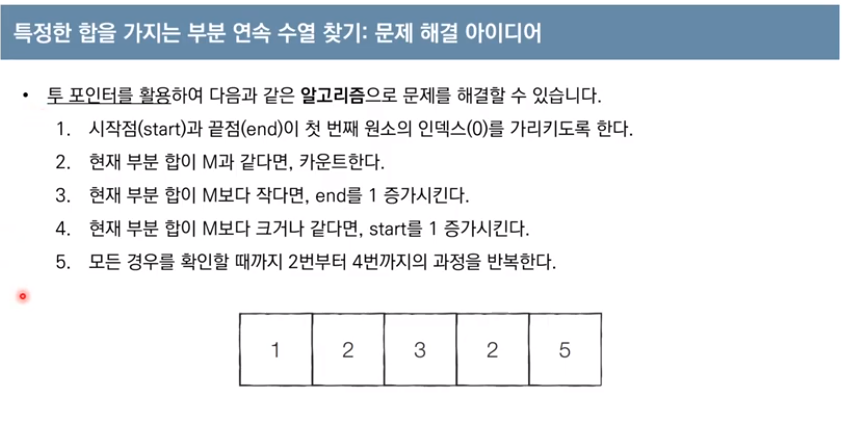 특정한 합을 가지는 부분 연속 수열 찾기: 문제 해결 아이디어
• 투 포인터를 활용하여 다음과 같은 알고리즘으로 문제를 해결할 수 있습니다.
1. 시작점(start)과 끝점(end)이 첫 번째 원소의 인덱스(0)를 가리키도록 한다.
2. 현재 부분 합이 M과 같다면, 카운트한다.
3. 현재 부분 합이 M보다 작다면, end를 1 증가시킨다.
4. 현재 부분 합이 M보다 크거나 같다면, start를 1 증가시킨다.
5. 모든 경우를 확인할 때까지 2번부터 4번까지의 과정을 반복한다.
1 2 3 2 5